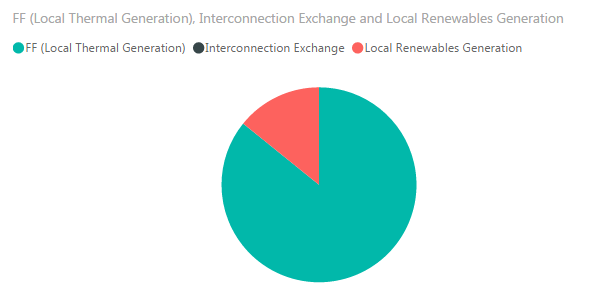 FF (Local Thermal Generation), Interconnection Exchange and Local Renewables Generation
FF (Local Thermal Generation) Interconnection Exchange Local Renewables Generation